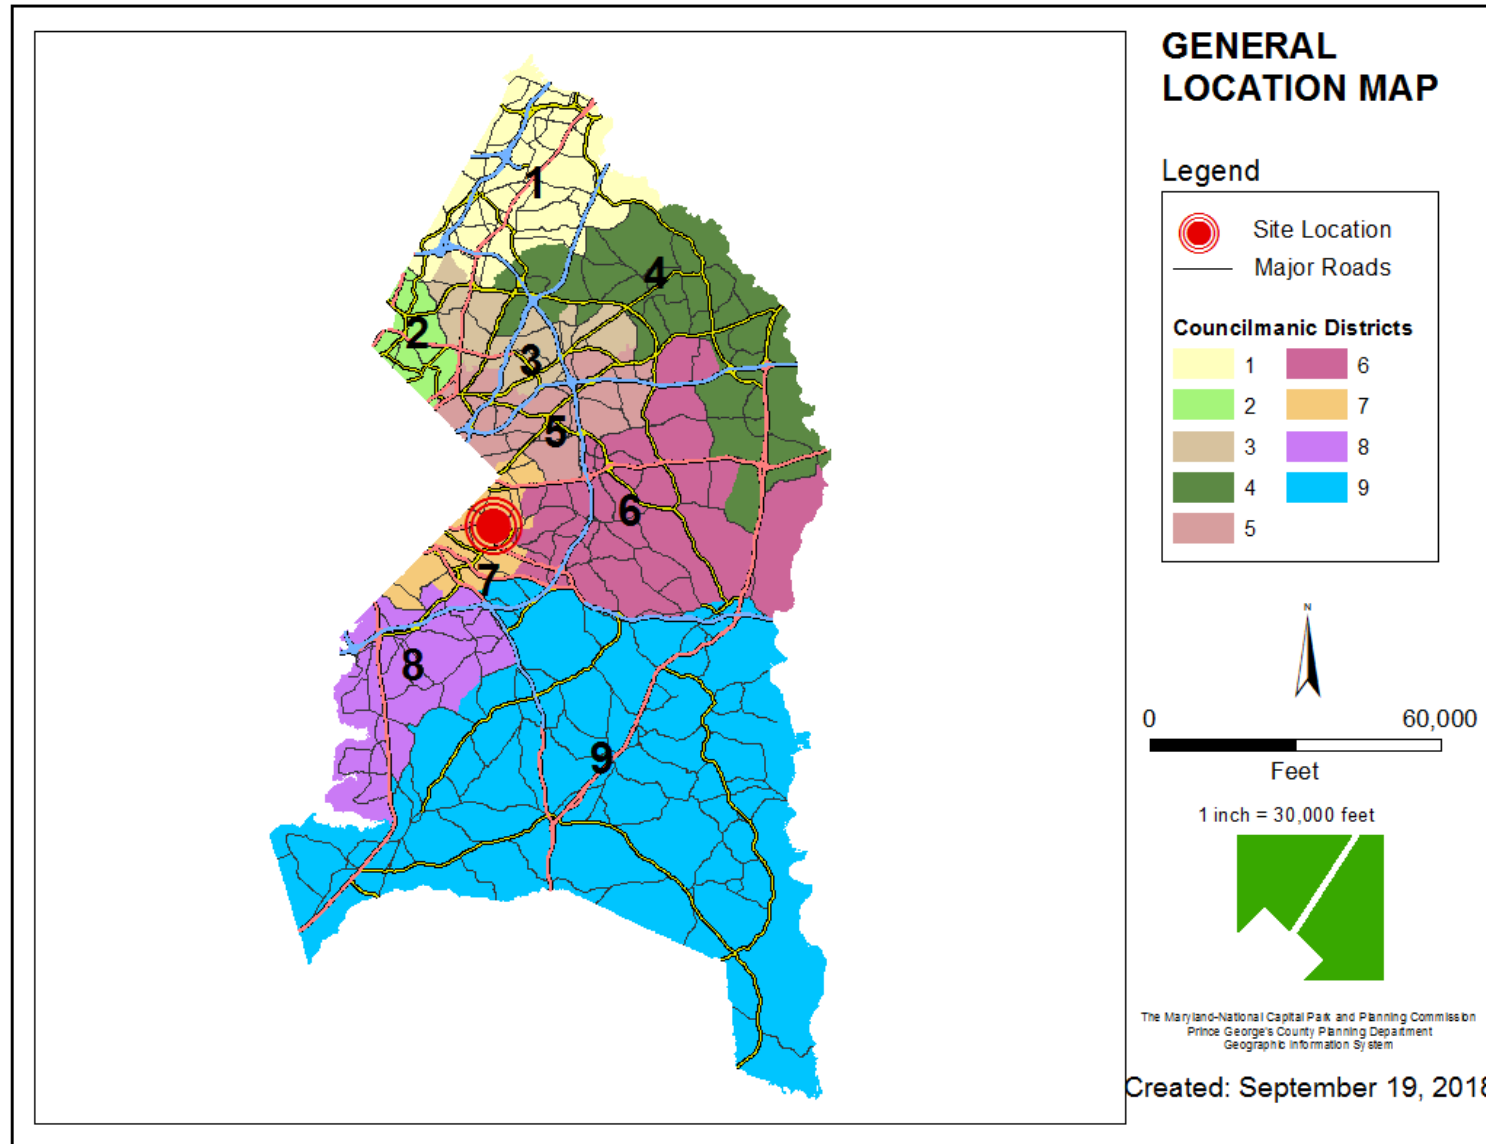 GENERAL
LOCATION MAP
Legend
Site Location
Major Roads
Councilmanic Districts
1 6
2 7
3 8
4 9
5
N
0 60,000
Feet
1 inch = 30,000 feet
The Maryland-National Capital Park and Planning Commission
Prince George's County Planning Department
Geographic Information System
Created: September 19, 2018
1
4
2
3
5
6
7
8
9